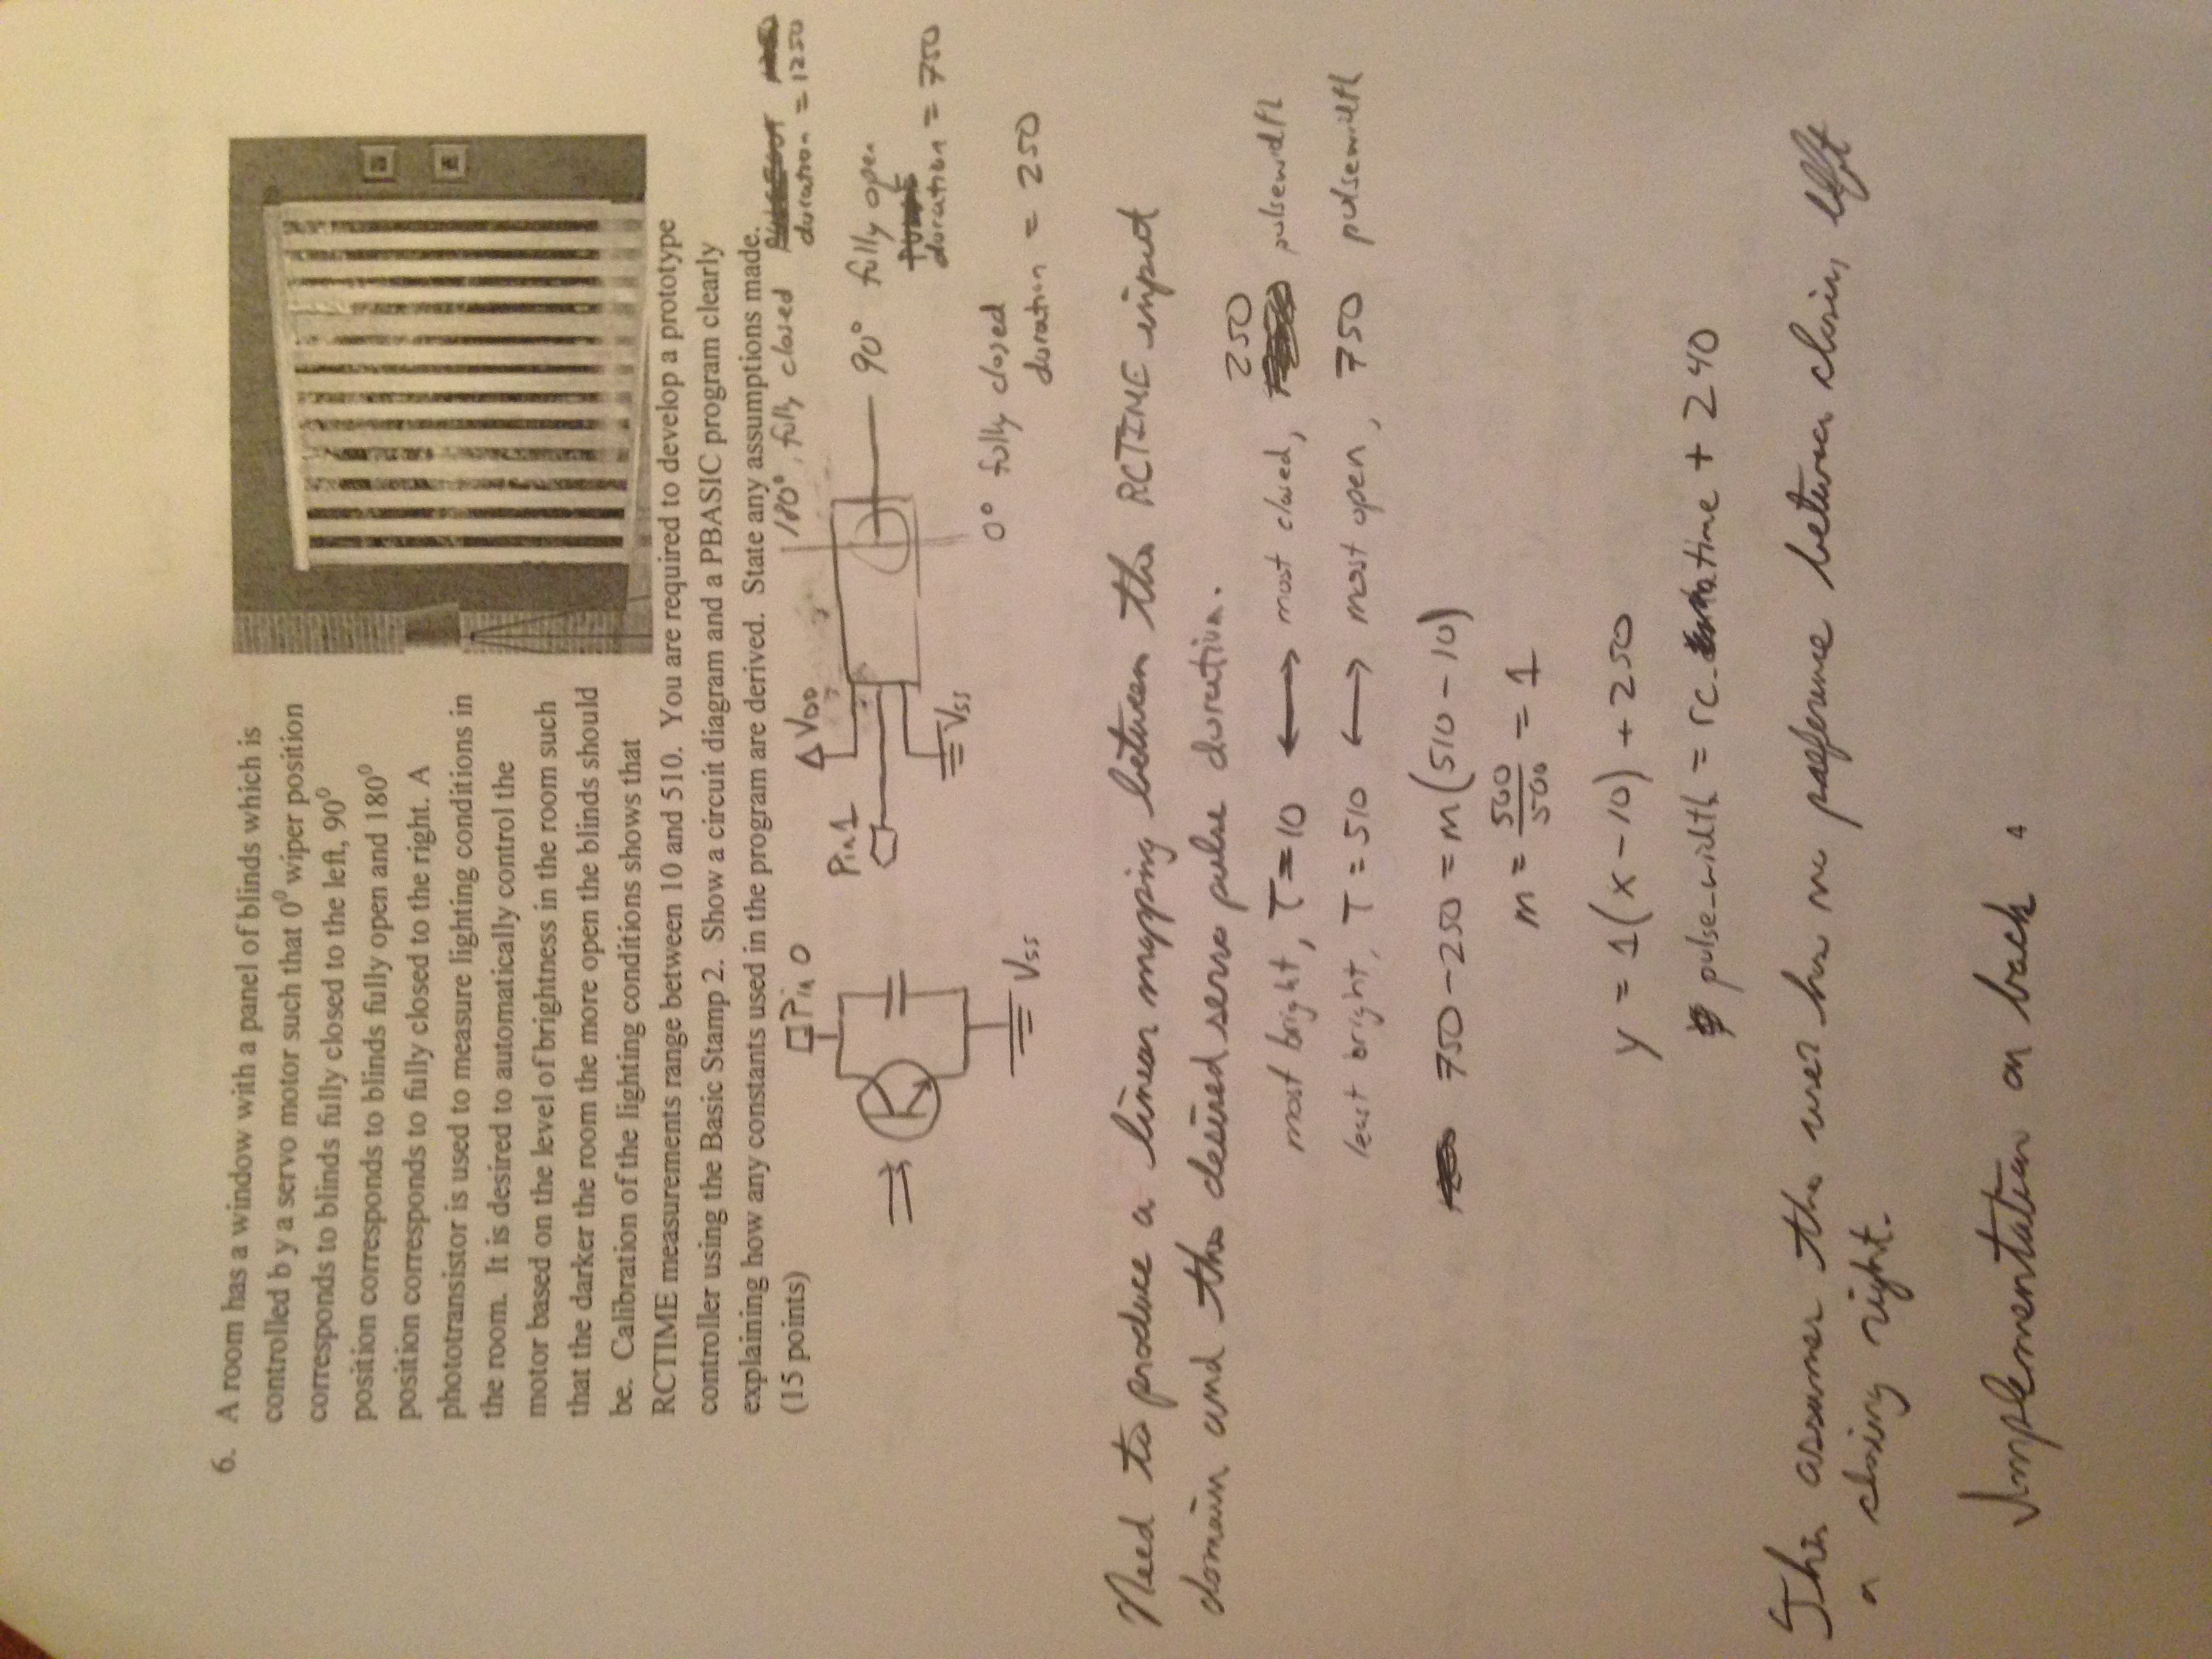 6. A room has a window with a panel of blinds which is
controlled b y a servo motor such that 0⁰ wiper position
corresponds to blinds fully closed to the left, 90⁰
position corresponds to blinds fully open and 180⁰
position corresponds to fully closed to the right. A
phototransistor is used to measure lighting conditions in
the room. It is desired to automatically control the
motor based on the level of brightness in the room such
that the darker the room the more open the blinds should
be. Calibration of the lighting conditions shows that
RCTIME measurements range between 10 and 510. You are required to develop a prototype
controller using the Basic Stamp 2. Show a circuit diagram and a PBASIC program clearly
explaining how any constants used in the program are derived. State any assumptions made.
(15 points)
Pin 0
Vss
Pin 1
VDD
Vss
180°, fully closed
duration = 1250
90° fully open
duration = 750
0° fully closed
duration = 250
Need to produce a linear mapping between the RCTIME input
domain and the desired servo pulse duration.
most bright, T = 10 ⟷ most closed, 250 pulsewidth
least bright, T = 510 ⟷ most open, 750 pulsewidth
750 - 250 = m(510 - 10)
m = 500/500 = 1
y = 1(x - 10) + 250
pulse_width = rc_time + 240
This assumes the user has no preference between closing left
or closing right.
Implementation on back
4